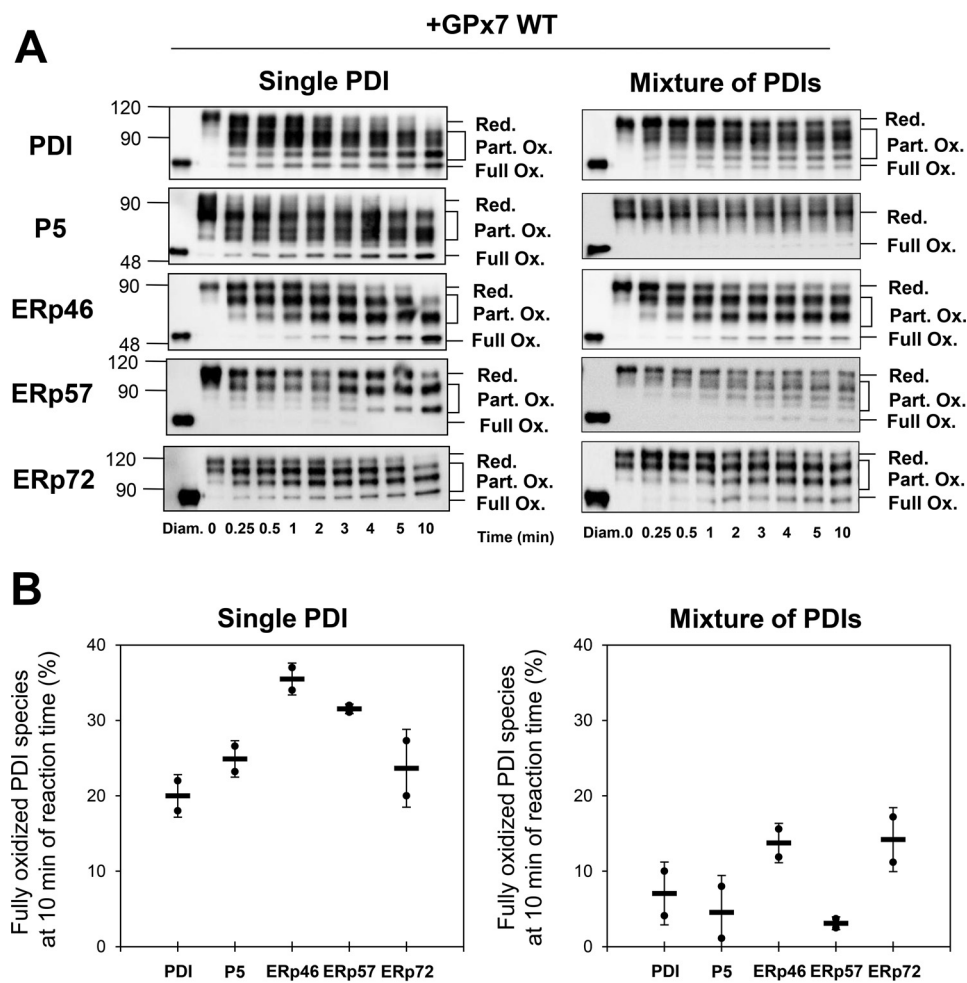 A
+GPx7 WT
Single PDI
Mixture of PDIs
PDI
120
90
Red.
Part. Ox.
Full Ox.
Red.
Part. Ox.
Full Ox.
P5
90
48
Red.
Part. Ox.
Full Ox.
Red.
Full Ox.
ERp46
90
48
Red.
Part. Ox.
Full Ox.
Red.
Part. Ox.
Full Ox.
ERp57
120
90
Red.
Part. Ox.
Full Ox.
Red.
Part. Ox.
Full Ox.
ERp72
120
90
Red.
Part. Ox.
Full Ox.
Red.
Part. Ox.
Full Ox.
Diam. 0 0.25 0.5 1 2 3 4 5 10
Time (min)
Diam.0 0.25 0.5 1 2 3 4 5 10
B
Single PDI
Fully oxidized PDI species
at 10 min of reaction time (%)
40
30
20
10
0
PDI P5 ERp46 ERp57 ERp72
Mixture of PDIs
Fully oxidized PDI species
at 10 min of reaction time (%)
40
30
20
10
0
PDI P5 ERp46 ERp57 ERp72